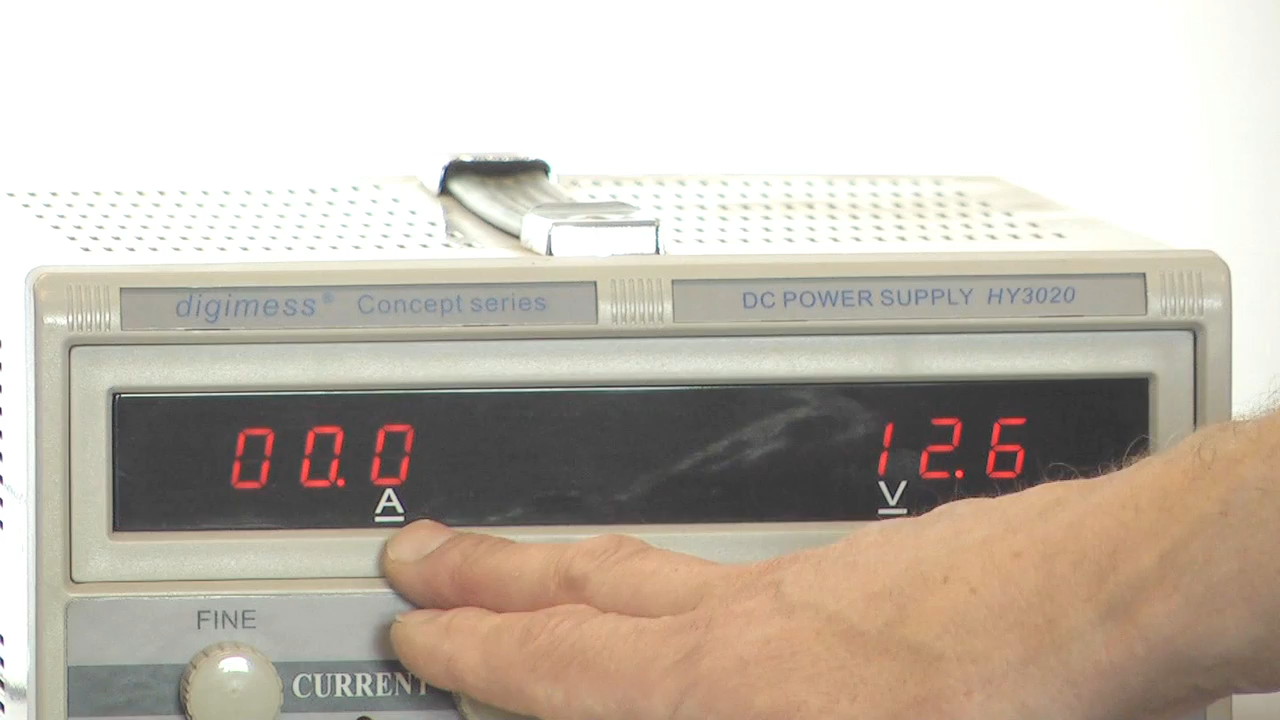 digimess® Concept series
DC POWER SUPPLY HY3020
00.0
12.6
A
V
FINE
CURRENT